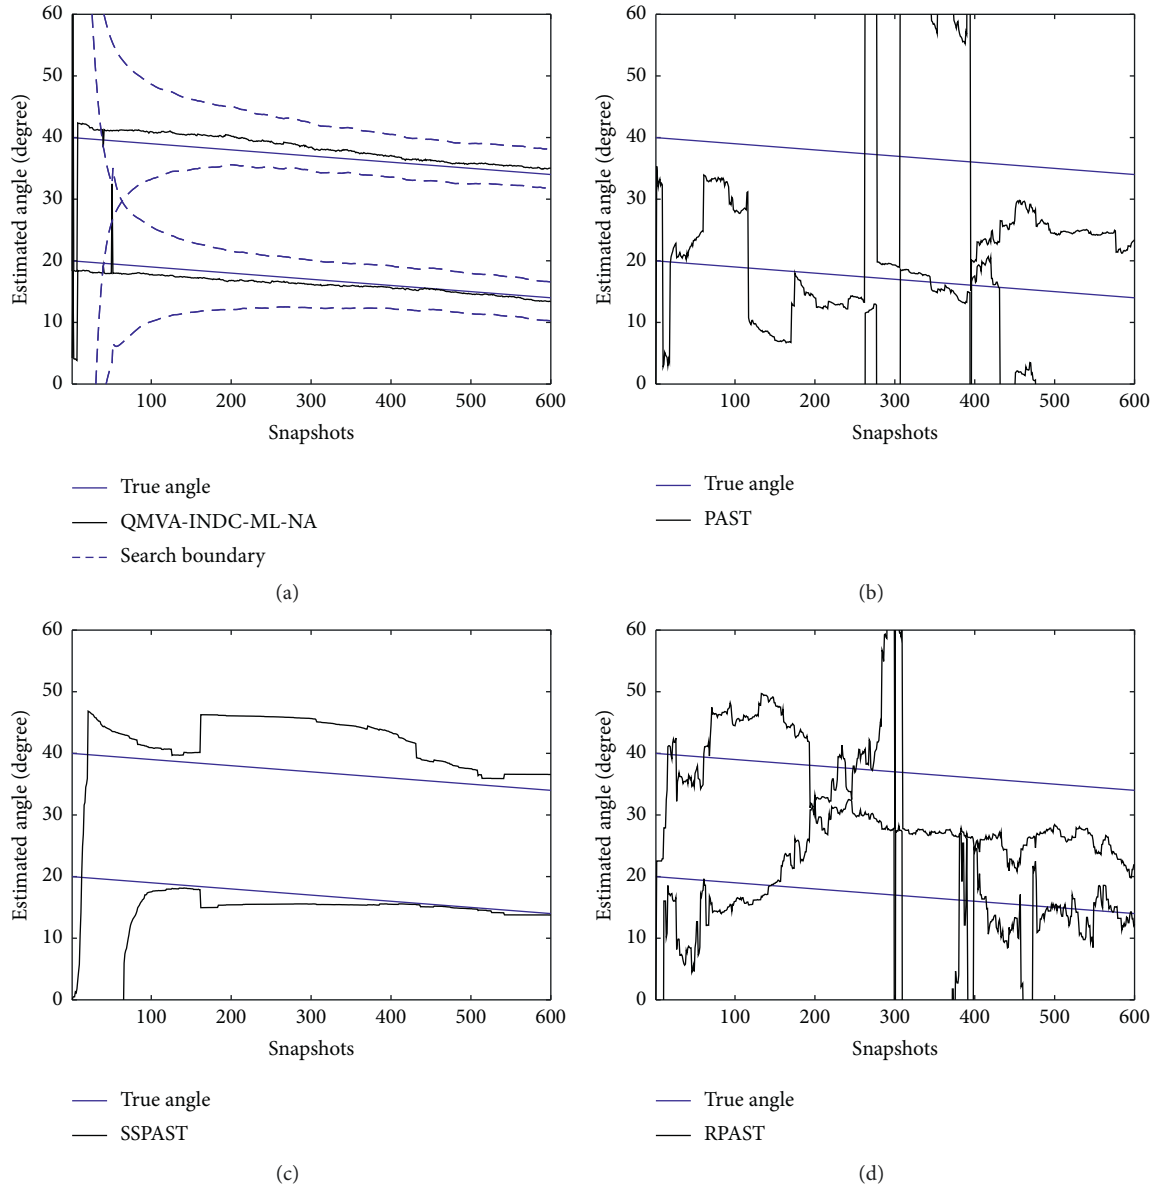 60
50
40
30
20
10
0
Estimated angle (degree)
100 200 300 400 500 600
Snapshots
True angle
QMVA-INDC-ML-NA
Search boundary
(a)
60
50
40
30
20
10
0
Estimated angle (degree)
100 200 300 400 500 600
Snapshots
True angle
PAST
(b)
60
50
40
30
20
10
0
Estimated angle (degree)
100 200 300 400 500 600
Snapshots
True angle
SSPAST
(c)
60
50
40
30
20
10
0
Estimated angle (degree)
100 200 300 400 500 600
Snapshots
True angle
RPAST
(d)